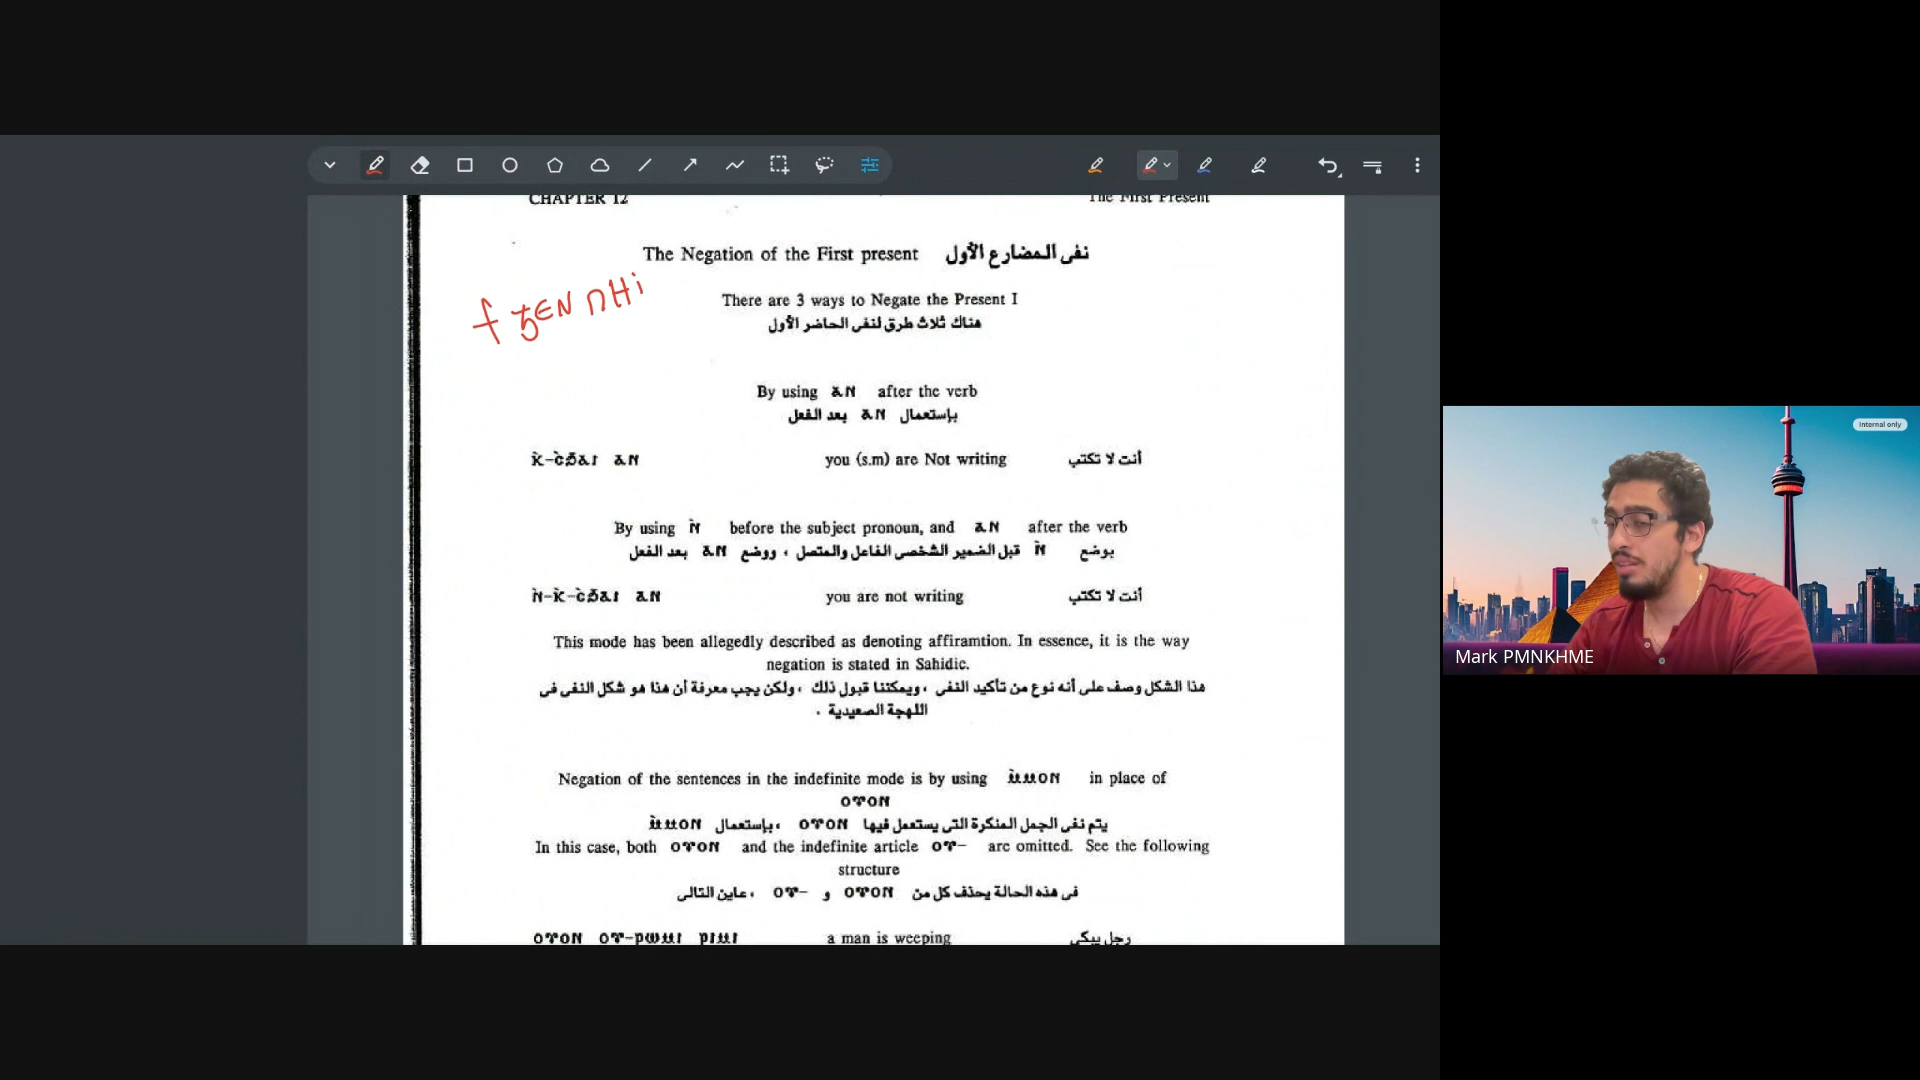 CHAPTER 12 The First Present
The Negation of the First present نفى المضارع الأول
ϯ ϧⲉⲛ ⲡⲏⲓ
There are 3 ways to Negate the Present I
هناك ثلاث طرق لنفى الحاضر الأول
By using ⲁⲛ after the verb
بإستعمال ⲁⲛ بعد الفعل
ⲕ̀-ⲥ̀ϧⲁⲓ ⲁⲛ you (s.m) are Not writing أنت لا تكتب
By using ⲛ̀ before the subject pronoun, and ⲁⲛ after the verb
بوضع ⲛ̀ قبل الضمير الشخصى الفاعل والمتصل ، ووضع ⲁⲛ بعد الفعل
ⲛ̀-ⲕ̀-ⲥ̀ϧⲁⲓ ⲁⲛ you are not writing أنت لا تكتب
This mode has been allegedly described as denoting affiramtion. In essence, it is the way
negation is stated in Sahidic.
هذا الشكل وصف على أنه نوع من تأكيد النفى ، ويمكننا قبول ذلك ، ولكن يجب معرفة أن هذا هو شكل النفى فى
اللهجة الصعيدية .
Negation of the sentences in the indefinite mode is by using ⲙ̀ⲙⲟⲛ in place of
ⲟⲩⲟⲛ
يتم نفى الجمل المنكرة التى يستعمل فيها ⲟⲩⲟⲛ ، بإستعمال ⲙ̀ⲙⲟⲛ
In this case, both ⲟⲩⲟⲛ and the indefinite article ⲟⲩ- are omitted. See the following
structure
فى هذه الحالة يحذف كل من ⲟⲩⲟⲛ و ⲟⲩ- ، عاين التالى
ⲟⲩⲟⲛ ⲟⲩ-ⲣⲱⲙⲓ ⲣⲓⲙⲓ a man is weeping رجل يبكى
Internal only
Mark PMNKHME